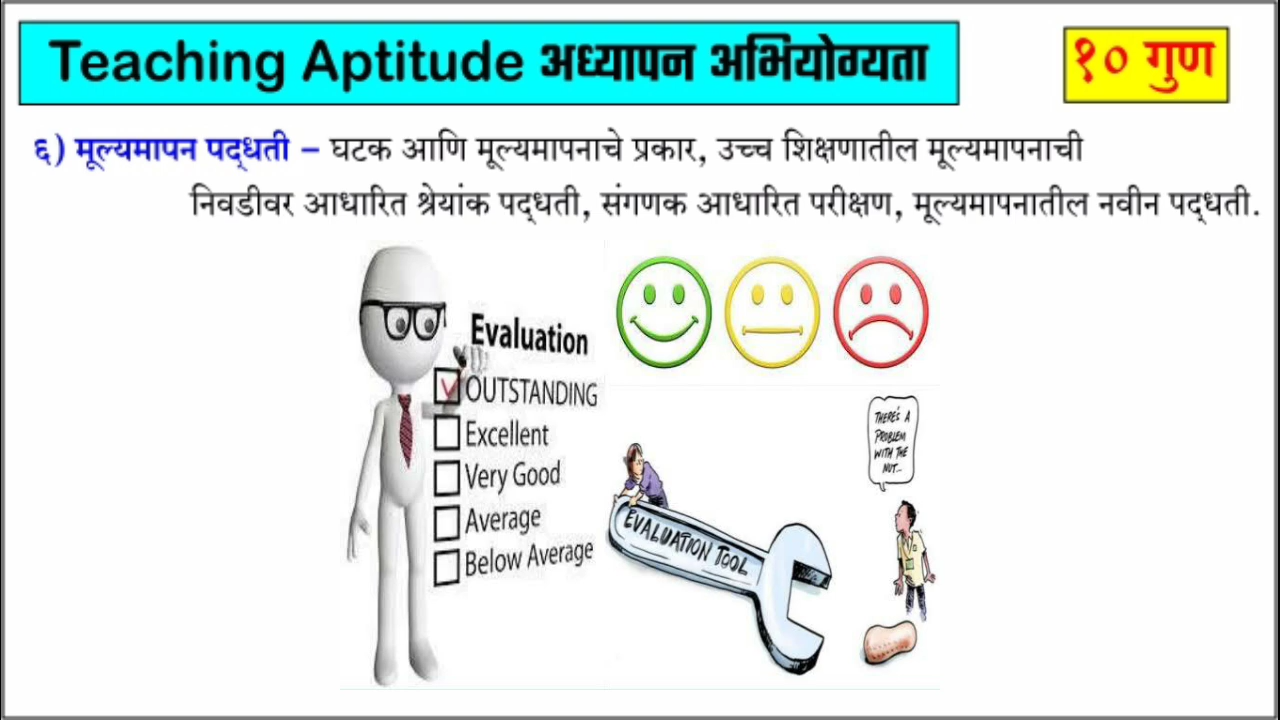 Teaching Aptitude अध्यापन अभियोग्यता
१० गुण
६) मूल्यमापन पद्धती – घटक आणि मूल्यमापनाचे प्रकार, उच्च शिक्षणातील मूल्यमापनाची
निवडीवर आधारित श्रेयांक पद्धती, संगणक आधारित परीक्षण, मूल्यमापनातील नवीन पद्धती.
Evaluation
OUTSTANDING
Excellent
Very Good
Average
Below Average
THERE'S A
PROBLEM
WITH THE
NUT...
EVALUATION TOOL